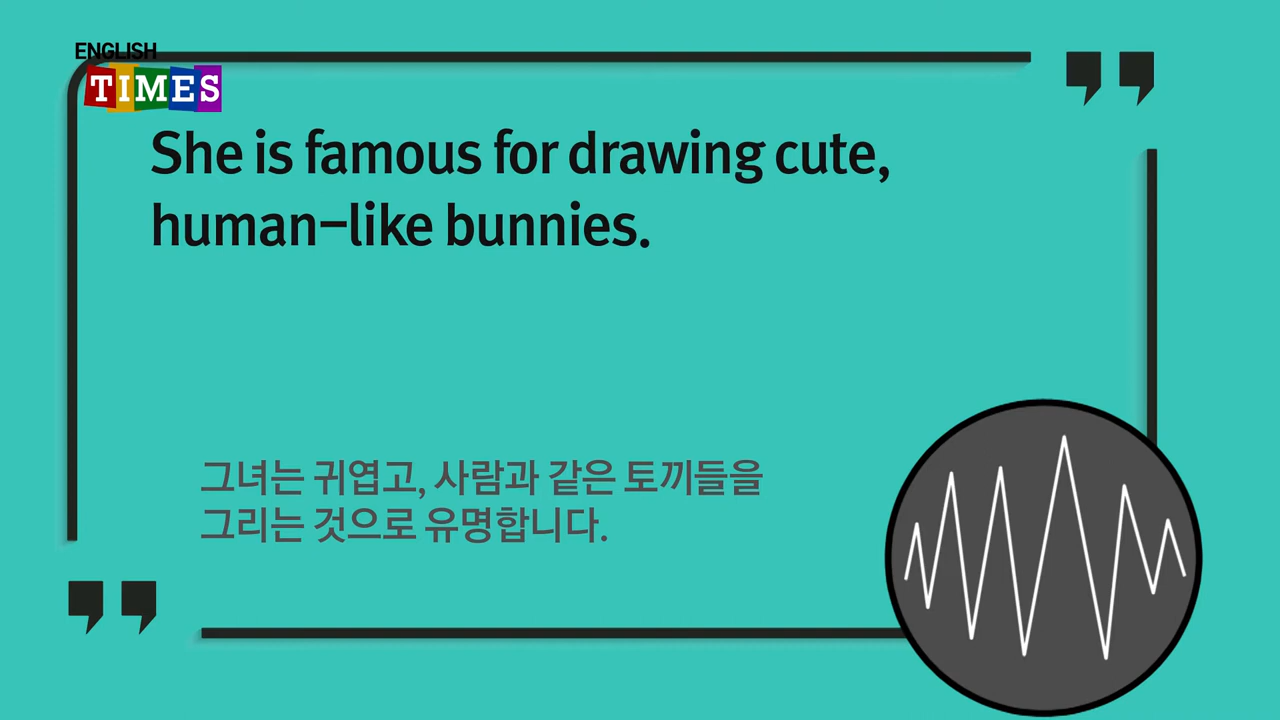 ENGLISH
TIMES
She is famous for drawing cute,
human-like bunnies.
그녀는 귀엽고, 사람과 같은 토끼들을
그리는 것으로 유명합니다.